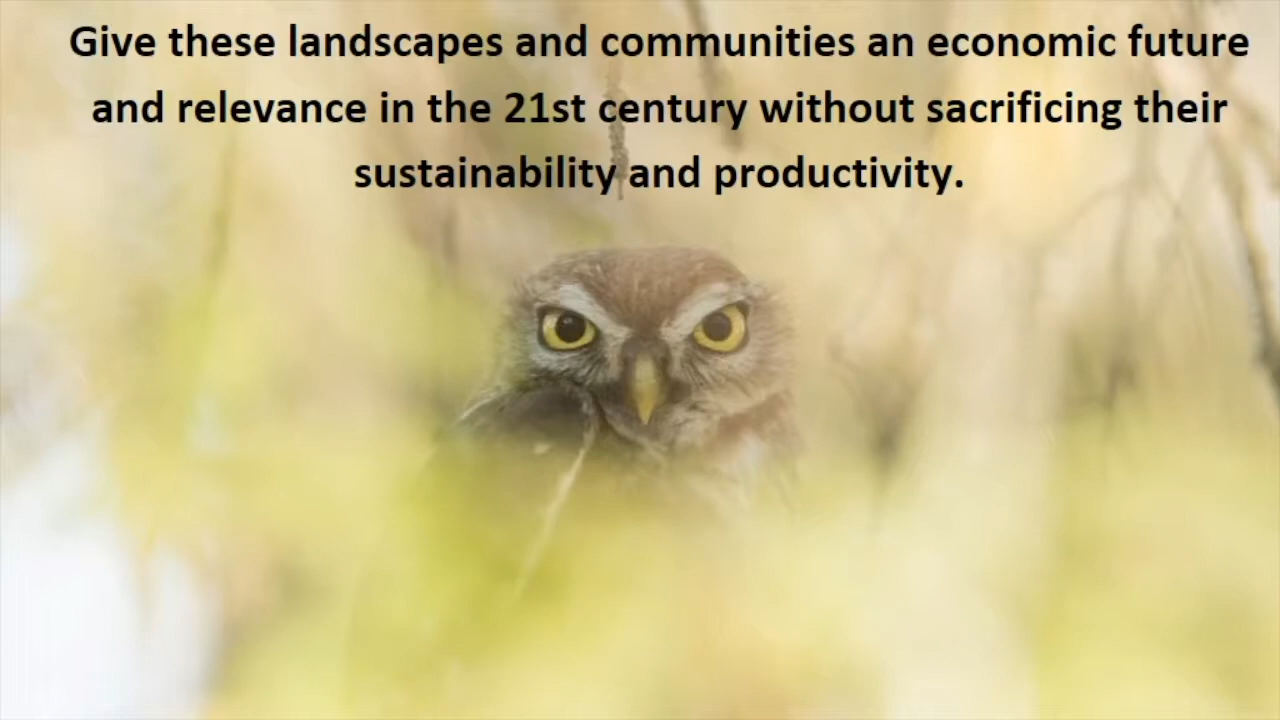 Give these landscapes and communities an economic future
and relevance in the 21st century without sacrificing their
sustainability and productivity.